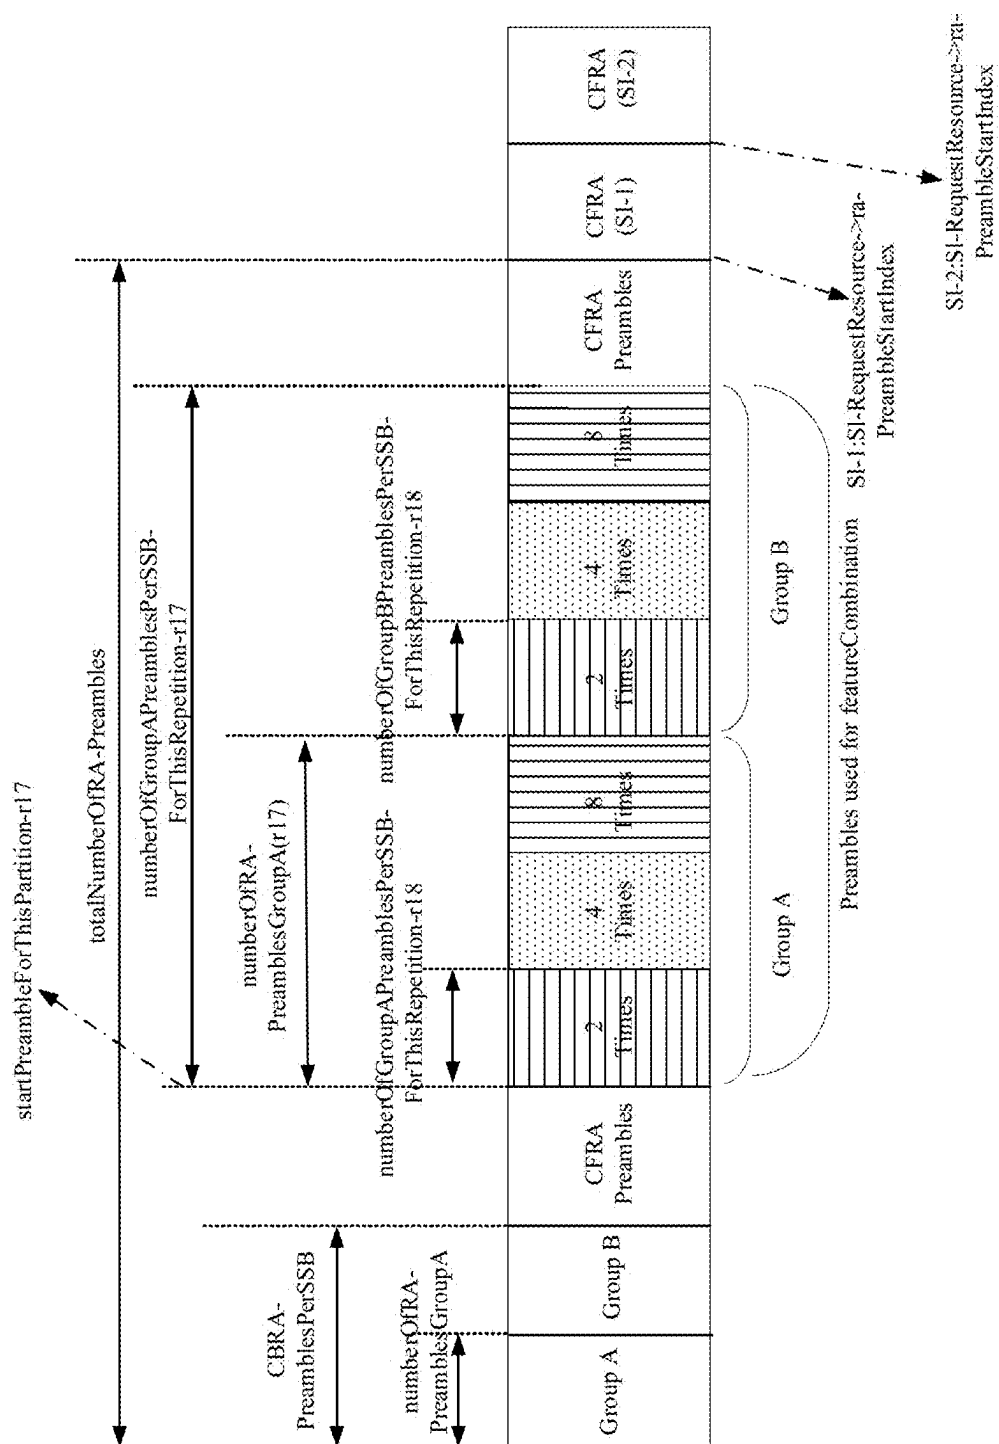 startPreambleForThisPartition-r17
totalNumberOfRA-Preambles
numberOfGroupAPreamblesPerSSB-
ForThisRepetition-r17
numberOfRA-
PreamblesGroupA(r17)
CBRA-
PreamblesPerSSB
numberOfRA-
PreamblesGroupA
numberOfGroupAPreamblesPerSSB-
ForThisRepetition-r18
numberOfGroupBPreamblesPerSSB-
ForThisRepetition-r18
Group A
Group B
CFRA
Preambles
2
Times
4
Times
8
Times
2
Times
4
Times
8
Times
CFRA
Preambles
CFRA
(SI-1)
CFRA
(SI-2)
Group A
Group B
Preambles used for featureCombination
SI-1:SI-RequestResource->ra-
PreambleStartIndex
SI-2:SI-RequestResource->ra-
PreambleStartIndex